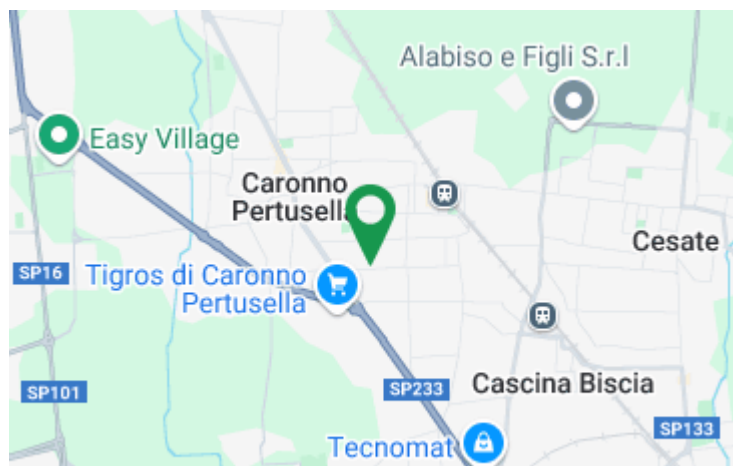 Alabiso e Figli S.r.l
Easy Village
Caronno
Pertusella
Cesate
SP16
Tigros di Caronno
Pertusella
SP101
SP233
Cascina Biscia
SP133
Tecnomat